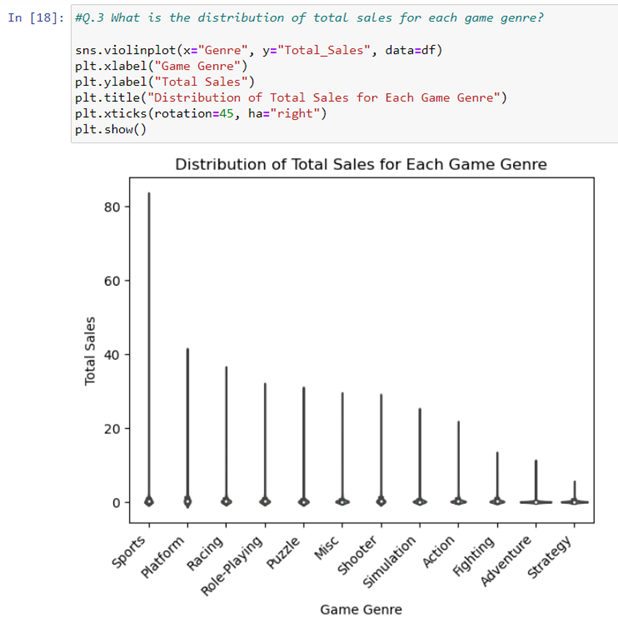 In [18]:
#Q.3 What is the distribution of total sales for each game genre?
sns.violinplot(x="Genre", y="Total_Sales", data=df)
plt.xlabel("Game Genre")
plt.ylabel("Total Sales")
plt.title("Distribution of Total Sales for Each Game Genre")
plt.xticks(rotation=45, ha="right")
plt.show()
Distribution of Total Sales for Each Game Genre
80
60
40
20
0
Total Sales
Sports
Platform
Racing
Role-Playing
Puzzle
Misc
Shooter
Simulation
Action
Fighting
Adventure
Strategy
Game Genre